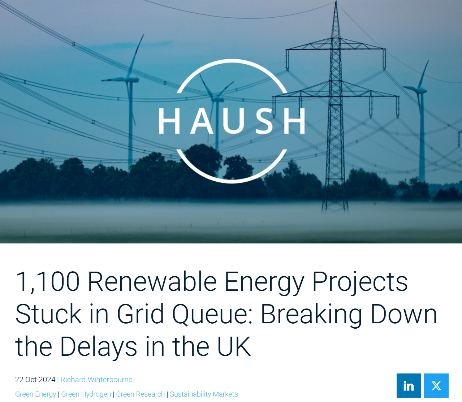 HAUSH
1,100 Renewable Energy Projects
Stuck in Grid Queue: Breaking Down
the Delays in the UK
22 Oct 2024 | Richard Winterbourne
Green Energy | Green Hydrogen | Green Research | Sustainability Markets
in X